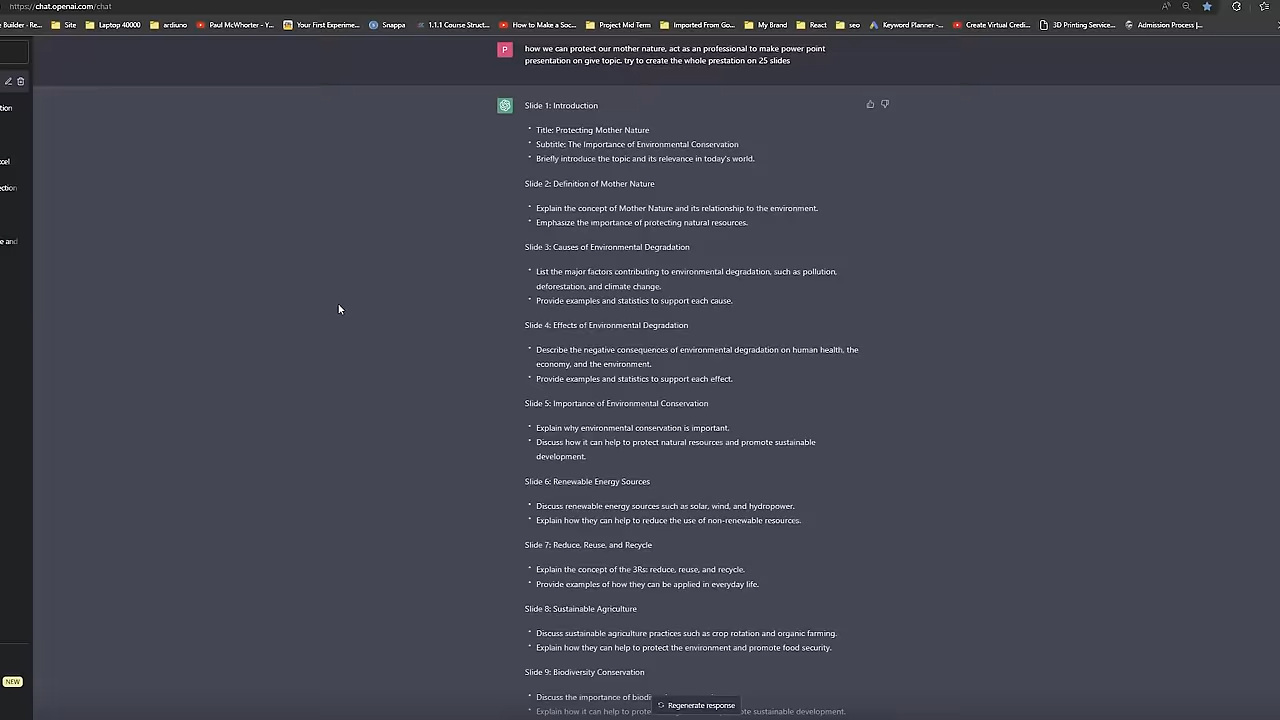 https://chat.openai.com/chat
e Builder - R...
Site
Laptop 40000
ardiuno
Paul McWhorter - Y...
Your First Experime...
Snappa
1.1.1 Course Struct...
How to Make a Soc...
Project Mid Term
Imported From Go...
My Brand
React
seo
Keyword Planner -...
Create Virtual Credi...
3D Printing Service...
Admission Process |...
P
how we can protect our mother nature, act as an professional to make power point
presentation on give topic. try to create the whole prestation on 25 slides
tion
xcel
ection
e and
NEW
Slide 1: Introduction
• Title: Protecting Mother Nature
• Subtitle: The Importance of Environmental Conservation
• Briefly introduce the topic and its relevance in today's world.
Slide 2: Definition of Mother Nature
• Explain the concept of Mother Nature and its relationship to the environment.
• Emphasize the importance of protecting natural resources.
Slide 3: Causes of Environmental Degradation
• List the major factors contributing to environmental degradation, such as pollution,
deforestation, and climate change.
• Provide examples and statistics to support each cause.
Slide 4: Effects of Environmental Degradation
• Describe the negative consequences of environmental degradation on human health, the
economy, and the environment.
• Provide examples and statistics to support each effect.
Slide 5: Importance of Environmental Conservation
• Explain why environmental conservation is important.
• Discuss how it can help to protect natural resources and promote sustainable
development.
Slide 6: Renewable Energy Sources
• Discuss renewable energy sources such as solar, wind, and hydropower.
• Explain how they can help to reduce the use of non-renewable resources.
Slide 7: Reduce, Reuse, and Recycle
• Explain the concept of the 3Rs: reduce, reuse, and recycle.
• Provide examples of how they can be applied in everyday life.
Slide 8: Sustainable Agriculture
• Discuss sustainable agriculture practices such as crop rotation and organic farming.
• Explain how they can help to protect the environment and promote food security.
Slide 9: Biodiversity Conservation
• Discuss the importance of biodi
Regenerate response
• Explain how it can help to prote
ote sustainable development.